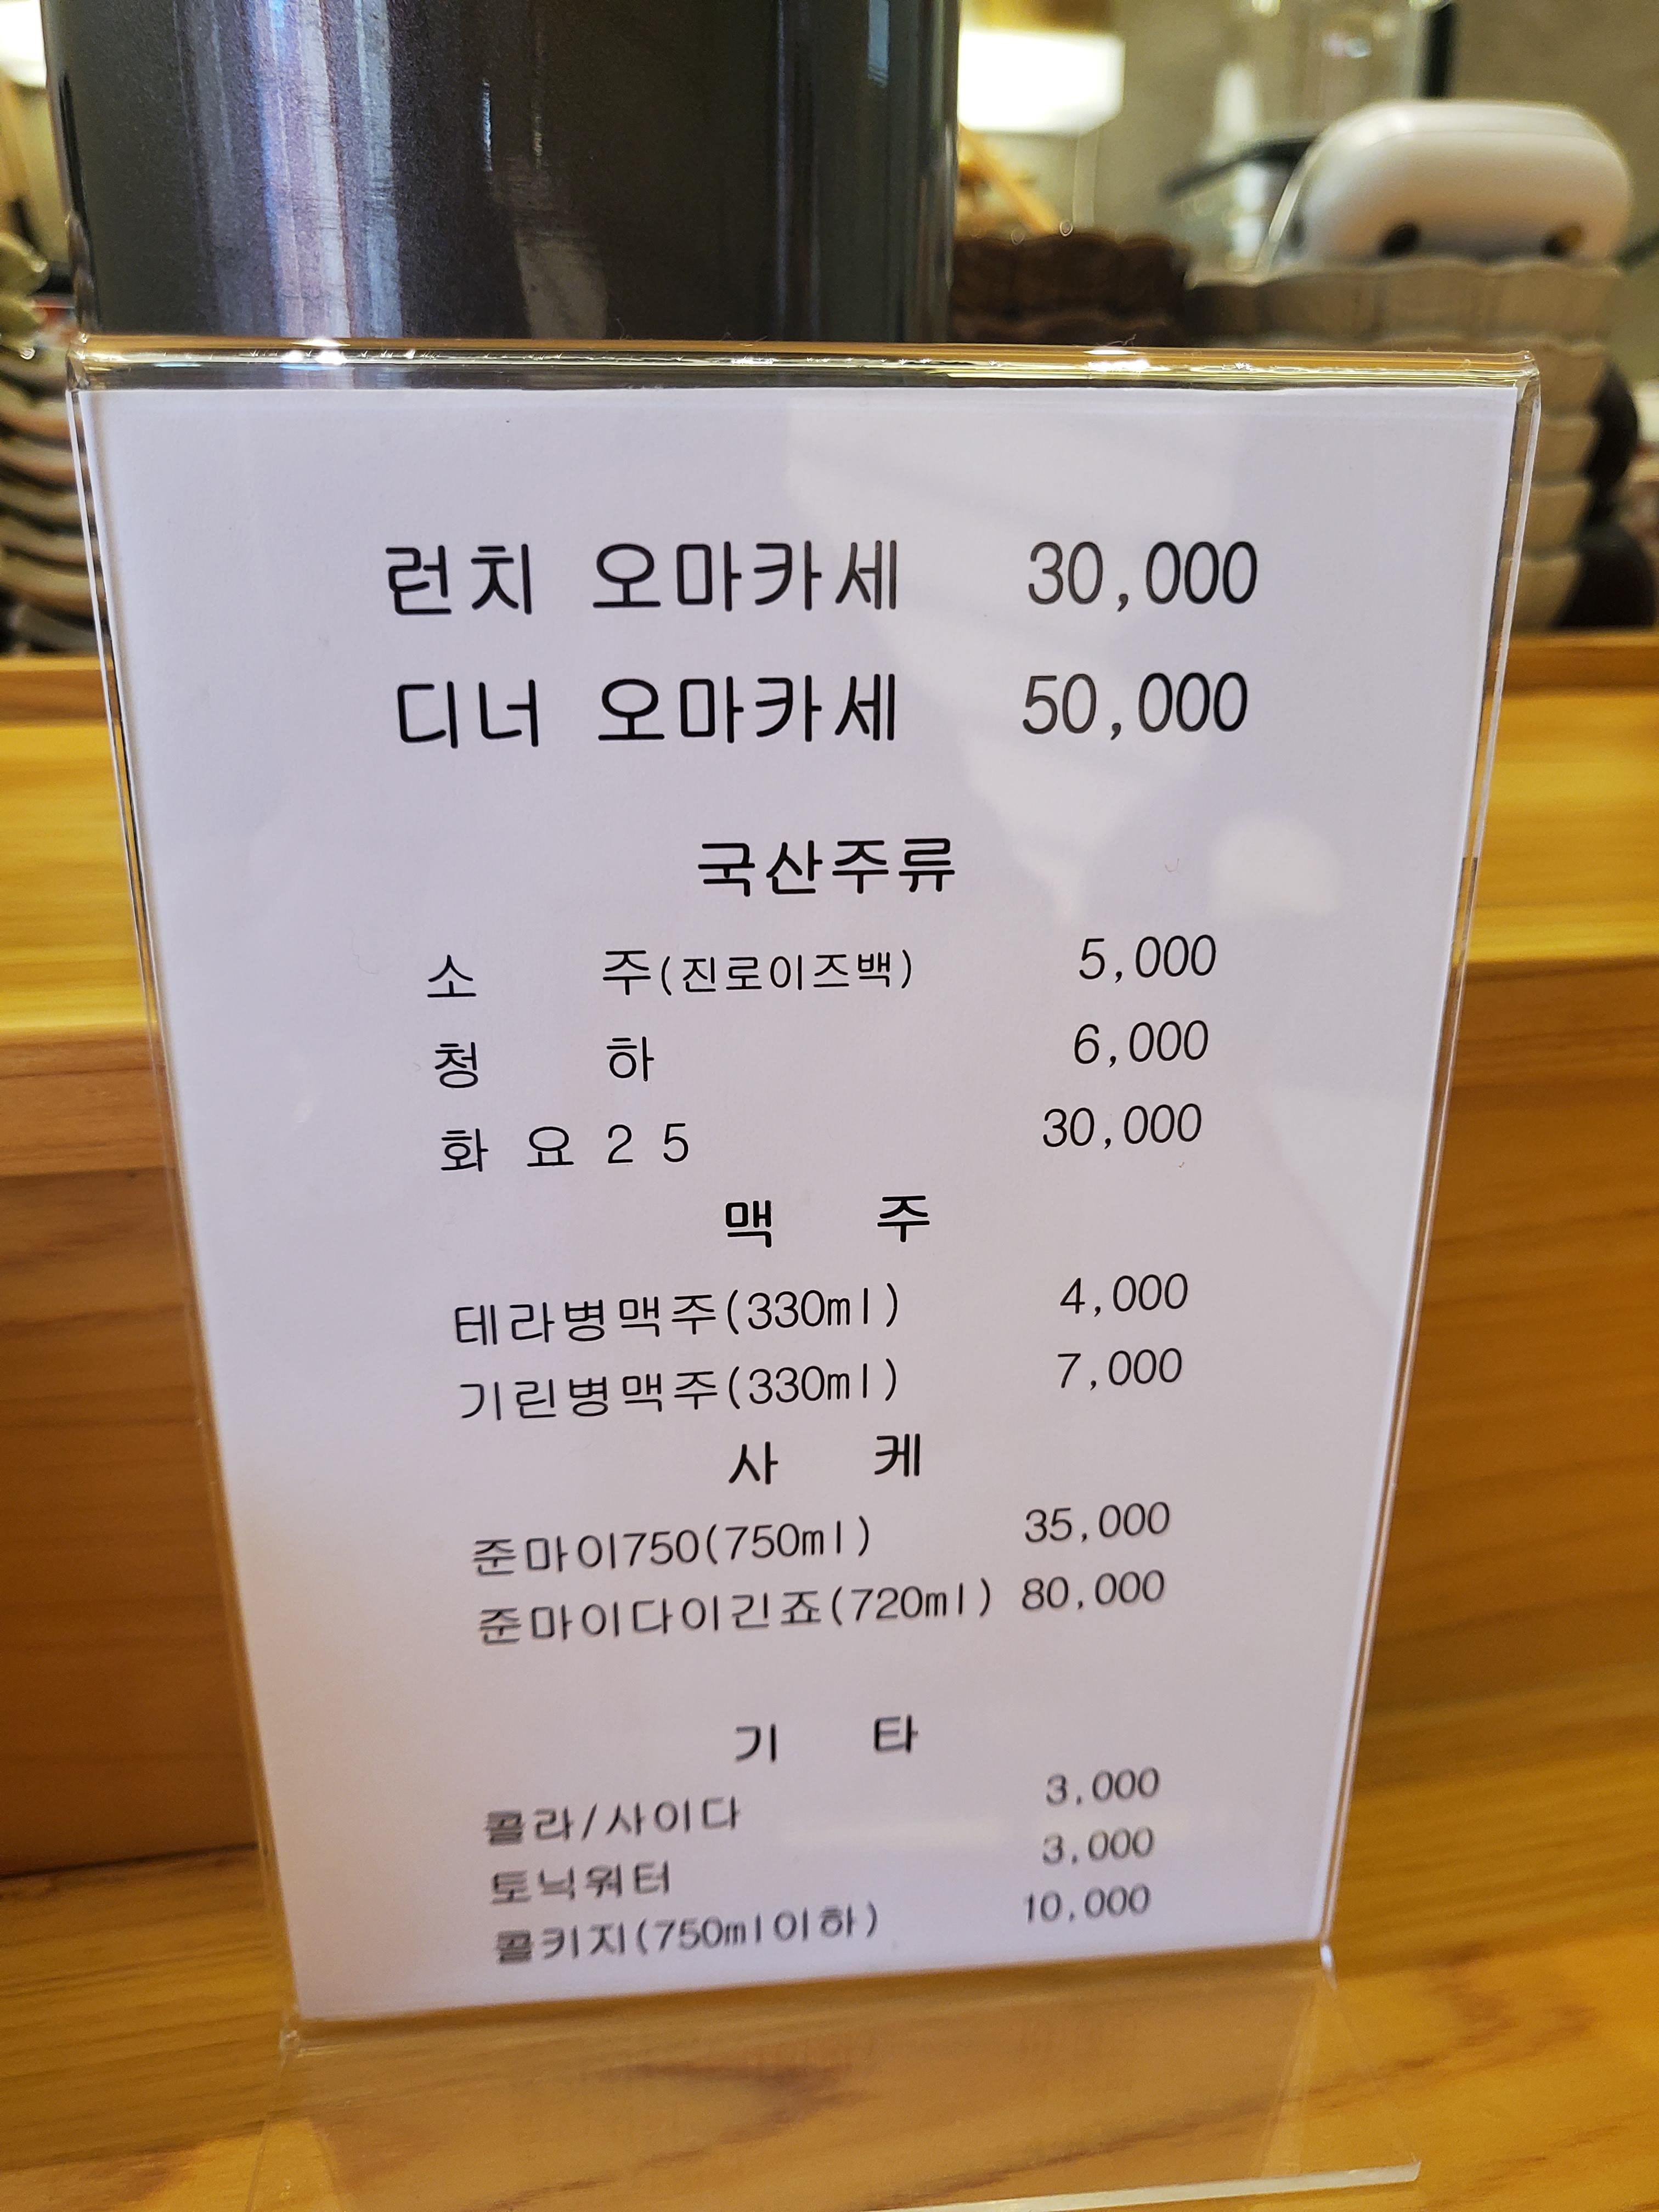 런치 오마카세 30,000
디너 오마카세 50,000
국산주류
소 주(진로이즈백) 5,000
청 하 6,000
화 요 2 5 30,000
맥 주
테라병맥주(330ml) 4,000
기린병맥주(330ml) 7,000
사 케
준마이750(750ml) 35,000
준마이다이긴죠(720ml) 80,000
기 타
콜라/사이다 3,000
토닉워터 3,000
콜키지(750ml이하) 10,000